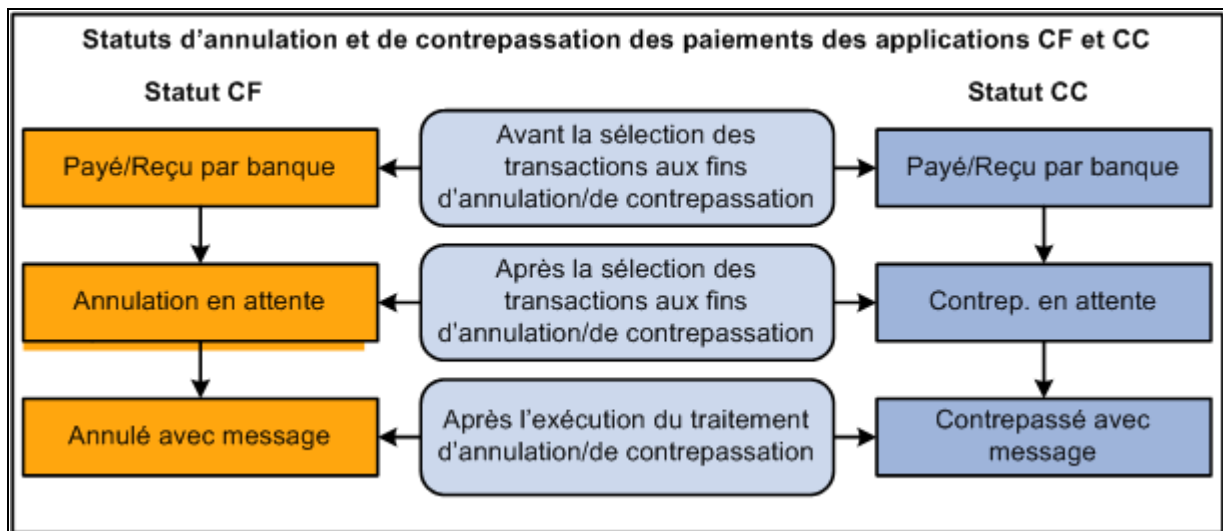 Statuts d'annulation et de contrepassation des paiements des applications CF et CC
Statut CF
Statut CC
Payé/Reçu par banque
Avant la sélection des
transactions aux fins
d'annulation/de contrepassation
Payé/Reçu par banque
Annulation en attente
Après la sélection des
transactions aux fins
d'annulation/de contrepassation
Contrep. en attente
Annulé avec message
Après l'exécution du traitement
d'annulation/de contrepassation
Contrepassé avec
message